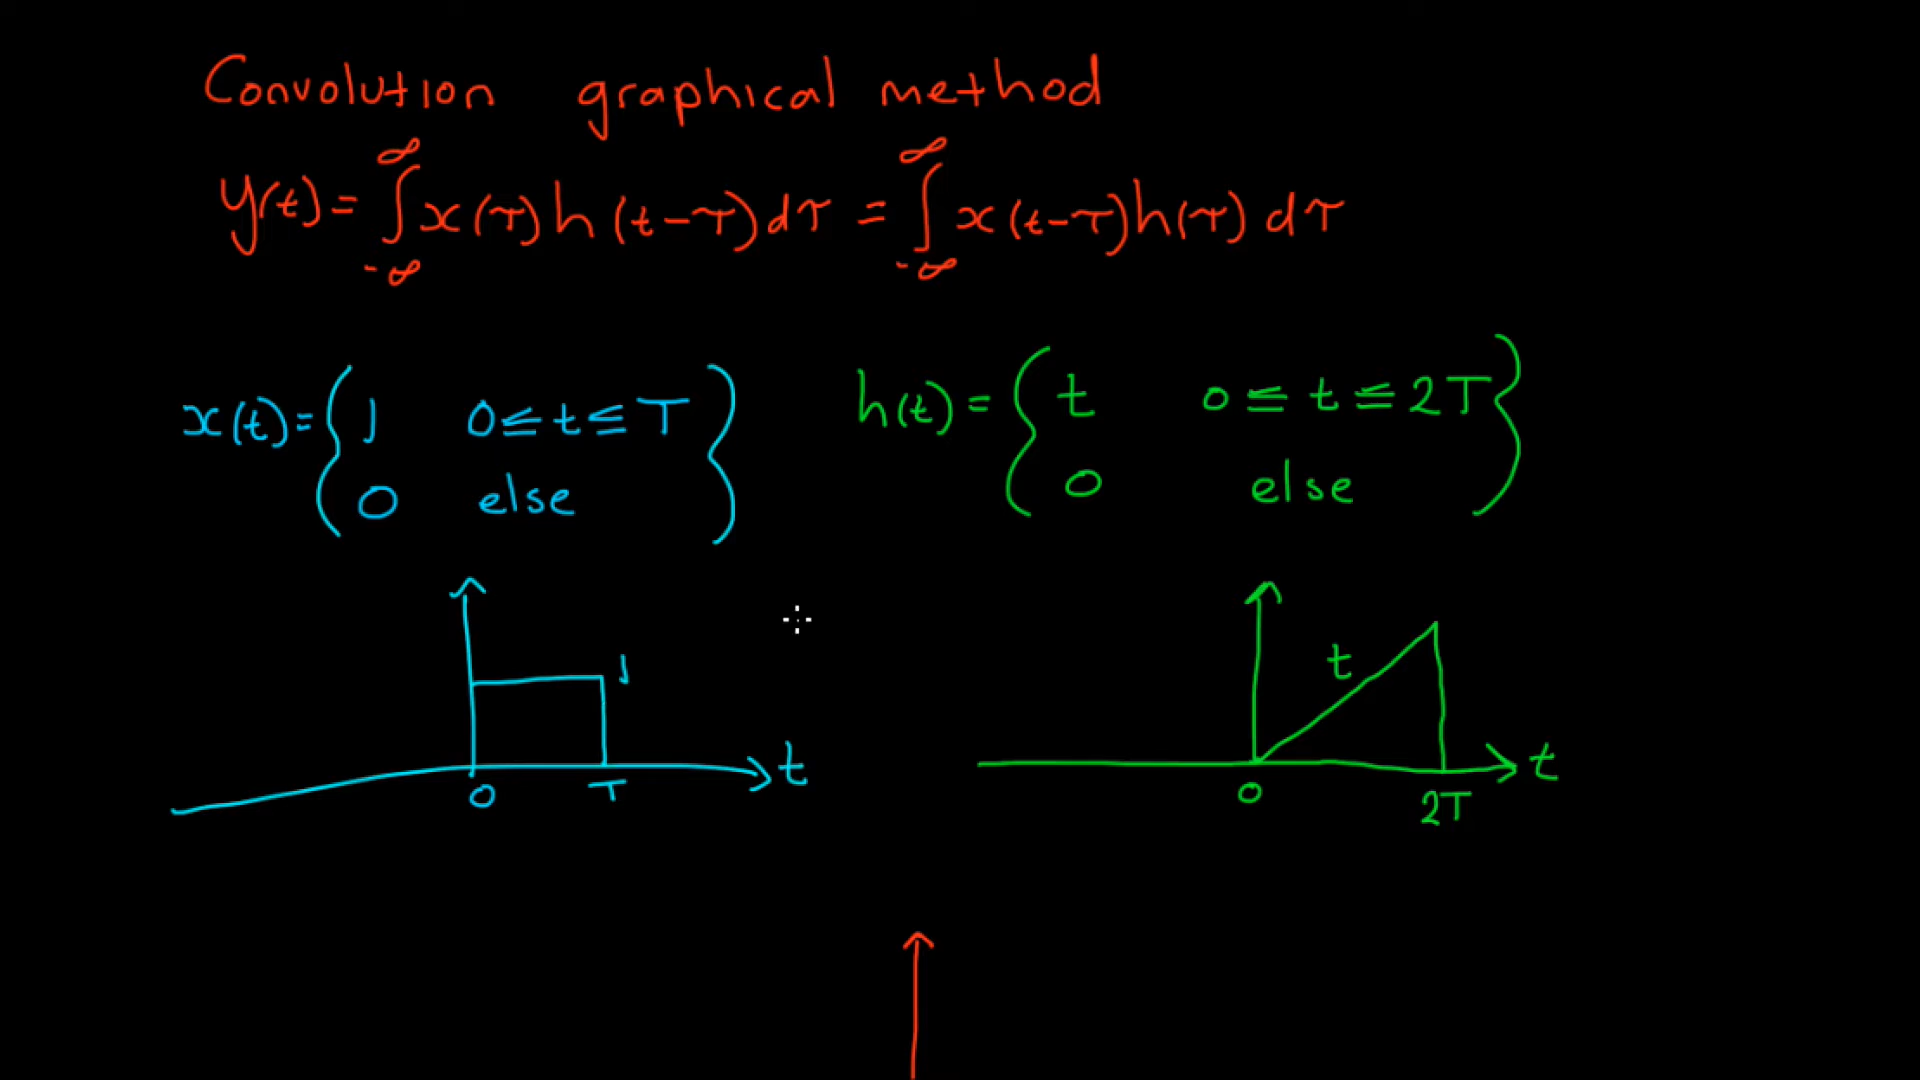 Convolution graphical method
y(t) = ∫_{-∞}^{∞} x(τ) h(t-τ) dτ = ∫_{-∞}^{∞} x(t-τ) h(τ) dτ
x(t) = { 1 0 ≤ t ≤ T
0 else }
h(t) = { t 0 ≤ t ≤ 2T
0 else }
1
t
0 T
t
t
0 2T